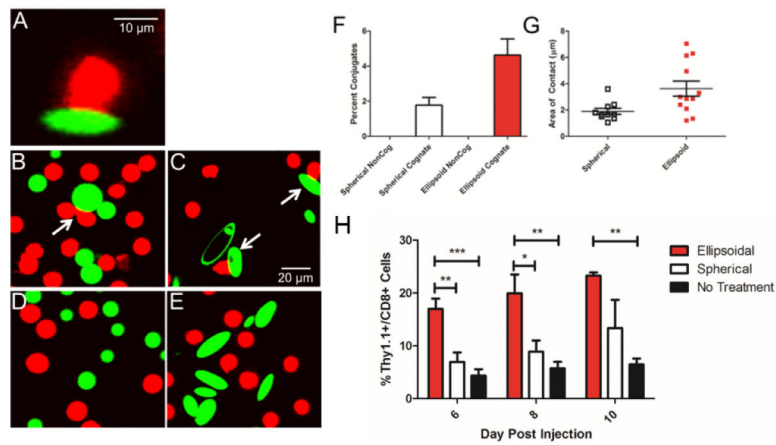 A
10 µm
B
C
20 µm
D
E
F
Percent Conjugates
6
4
2
0
Spherical NonCog
Spherical Cognate
Ellipsoid NonCog
Ellipsoid Cognate
G
Area of Contact (µm)
8
6
4
2
0
Spherical
Ellipsoid
H
% Thy1.1+/CD8+ Cells
30
20
10
0
***
**
**
*
**
6
8
10
Day Post Injection
Ellipsoidal
Spherical
No Treatment